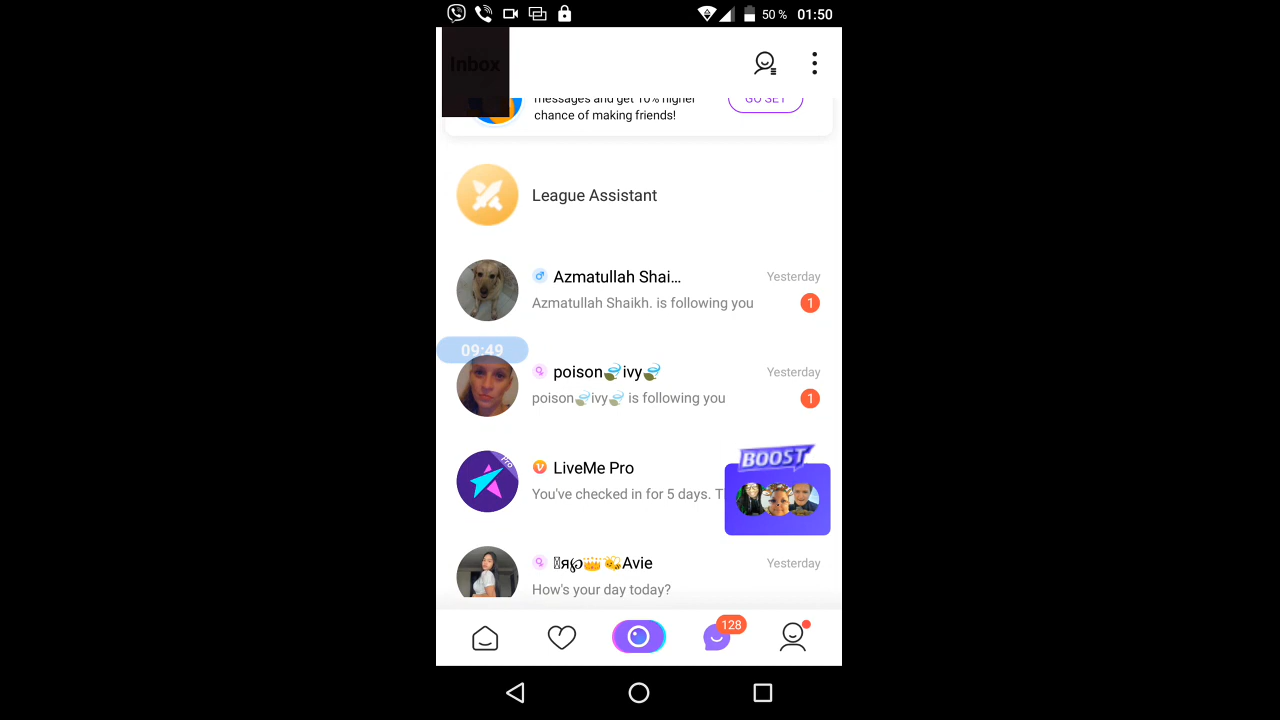 50 % 01:50
Inbox
messages and get 10% higher
GO SET
chance of making friends!
League Assistant
Azmatullah Shai...
Yesterday
Azmatullah Shaikh. is following you
1
09:49
poison🍃ivy🍃
Yesterday
poison🍃ivy🍃 is following you
1
BOOST
Pro
LiveMe Pro
You've checked in for 5 days.
яp👑🐝Avie
Yesterday
How's your day today?
128